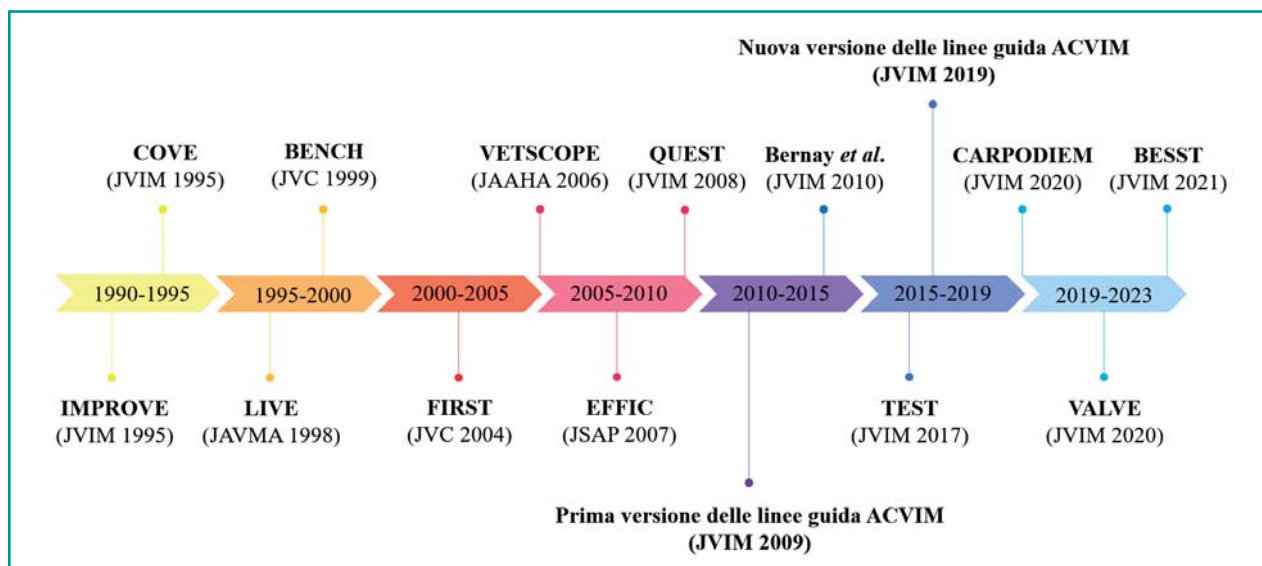 Nuova versione delle linee guida ACVIM
(JVIM 2019)
COVE
(JVIM 1995)
BENCH
(JVC 1999)
VETSCOPE
(JAAHA 2006)
QUEST
(JVIM 2008)
Bernay et al.
(JVIM 2010)
CARPODIEM
(JVIM 2020)
BESST
(JVIM 2021)
1990-1995
1995-2000
2000-2005
2005-2010
2010-2015
2015-2019
2019-2023
IMPROVE
(JVIM 1995)
LIVE
(JAVMA 1998)
FIRST
(JVC 2004)
EFFIC
(JSAP 2007)
TEST
(JVIM 2017)
VALVE
(JVIM 2020)
Prima versione delle linee guida ACVIM
(JVIM 2009)